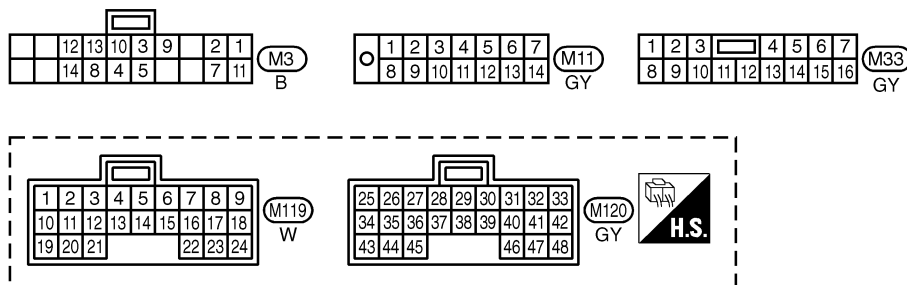 12 13 10 3 9 2 1
14 8 4 5 7 11
M3
B
1 2 3 4 5 6 7
8 9 10 11 12 13 14
M11
GY
1 2 3 4 5 6 7
8 9 10 11 12 13 14 15 16
M33
GY
1 2 3 4 5 6 7 8 9
10 11 12 13 14 15 16 17 18
19 20 21 22 23 24
M119
W
25 26 27 28 29 30 31 32 33
34 35 36 37 38 39 40 41 42
43 44 45 46 47 48
M120
GY
H.S.